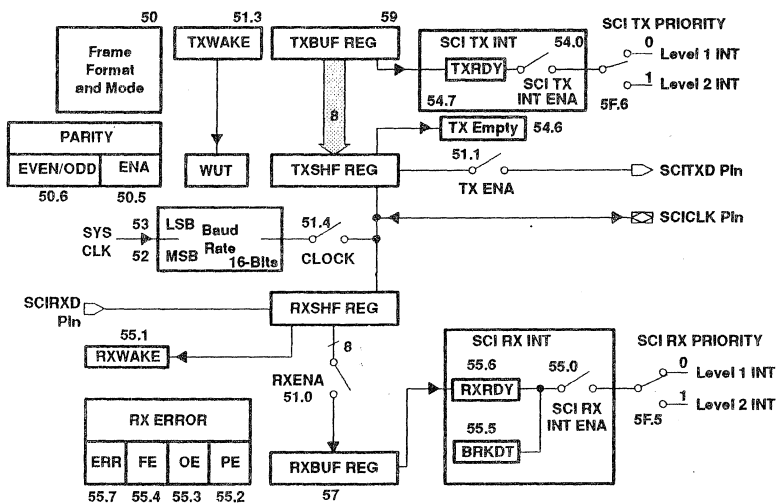 50
Frame
Format
and Mode
51.3
TXWAKE
59
TXBUF REG
SCI TX INT
54.0
TXRDY
SCI TX
INT ENA
54.7
SCI TX PRIORITY
0
Level 1 INT
1
Level 2 INT
5F.6
8
TX Empty
54.6
PARITY
EVEN/ODD
ENA
50.6
50.5
WUT
TXSHF REG
51.1
TX ENA
SCITXD Pin
SCICLK Pin
SYS
CLK
53
52
LSB
MSB
Baud
Rate
16-Bits
51.4
CLOCK
SCIRXD
Pin
RXSHF REG
55.1
RXWAKE
8
RXENA
51.0
SCI RX INT
55.6
RXRDY
55.0
SCI RX
INT ENA
55.5
BRKDT
SCI RX PRIORITY
0
Level 1 INT
1
Level 2 INT
5F.5
RX ERROR
ERR
FE
OE
PE
55.7
55.4
55.3
55.2
RXBUF REG
57